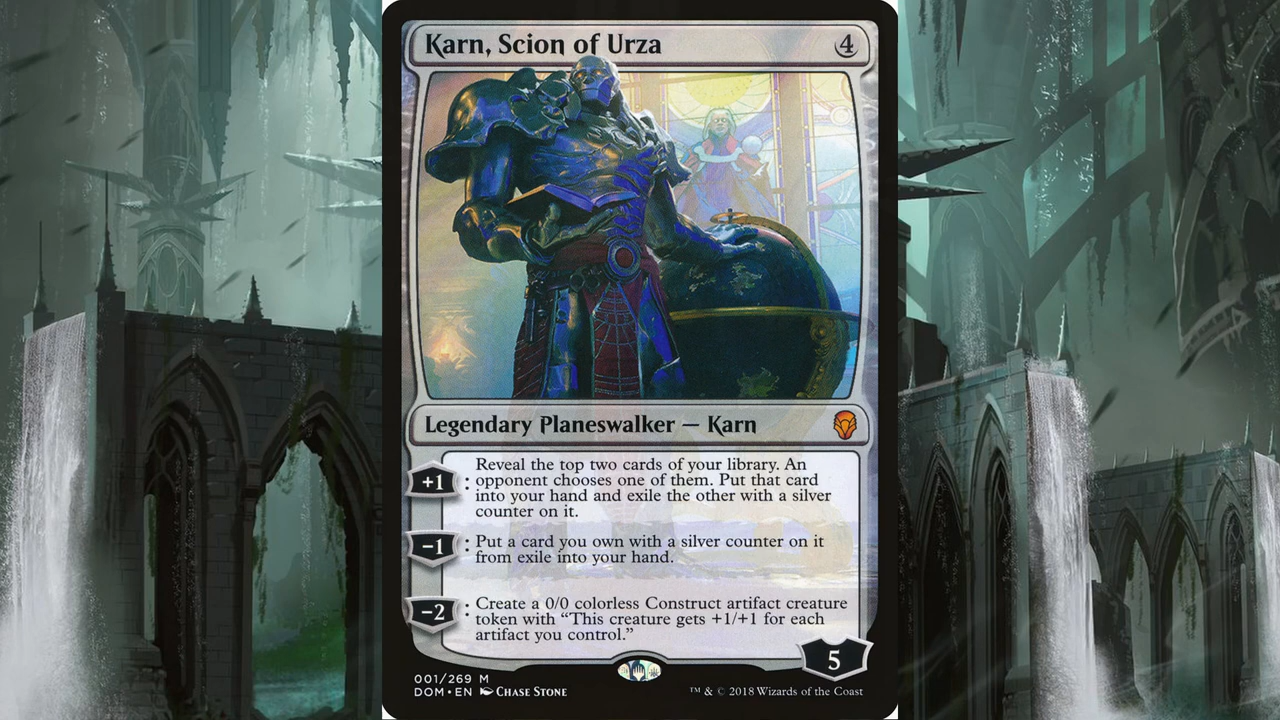 Karn, Scion of Urza 4
Legendary Planeswalker — Karn
+1 : Reveal the top two cards of your library. An
opponent chooses one of them. Put that card
into your hand and exile the other with a silver
counter on it.
−1 : Put a card you own with a silver counter on it
from exile into your hand.
−2 : Create a 0/0 colorless Construct artifact creature
token with “This creature gets +1/+1 for each
artifact you control.”
5
001/269 M
DOM • EN Chase Stone
™ & © 2018 Wizards of the Coast